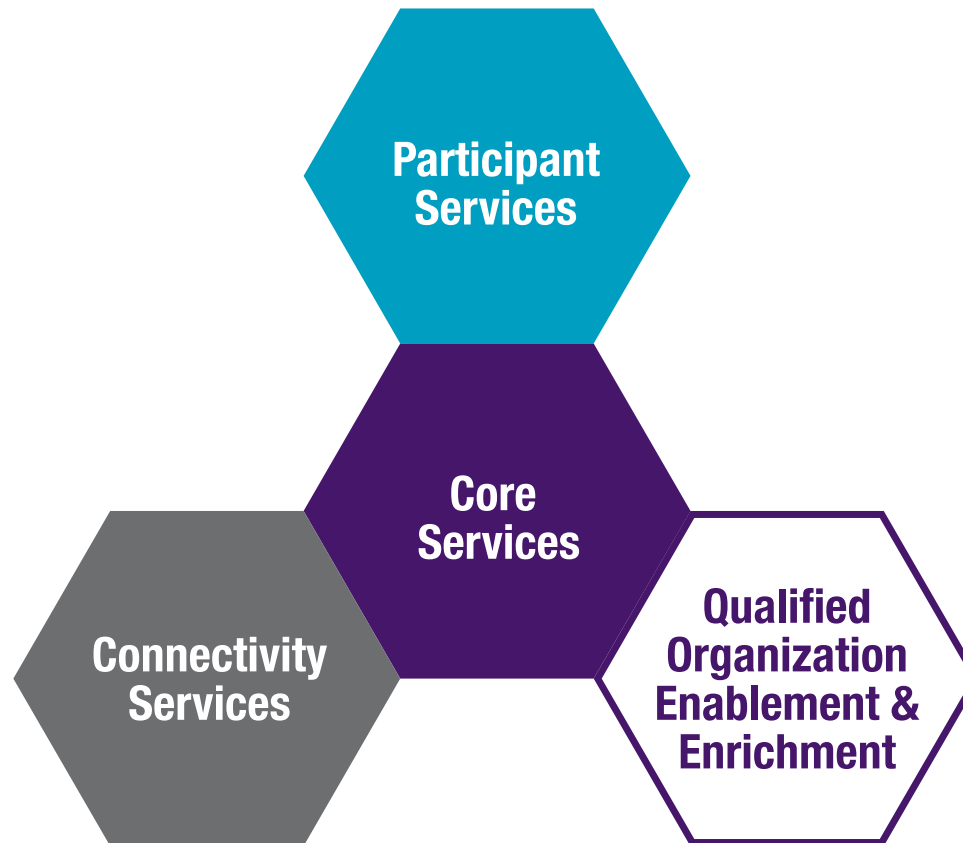 Participant
Services
Core
Services
Connectivity
Services
Qualified
Organization
Enablement &
Enrichment